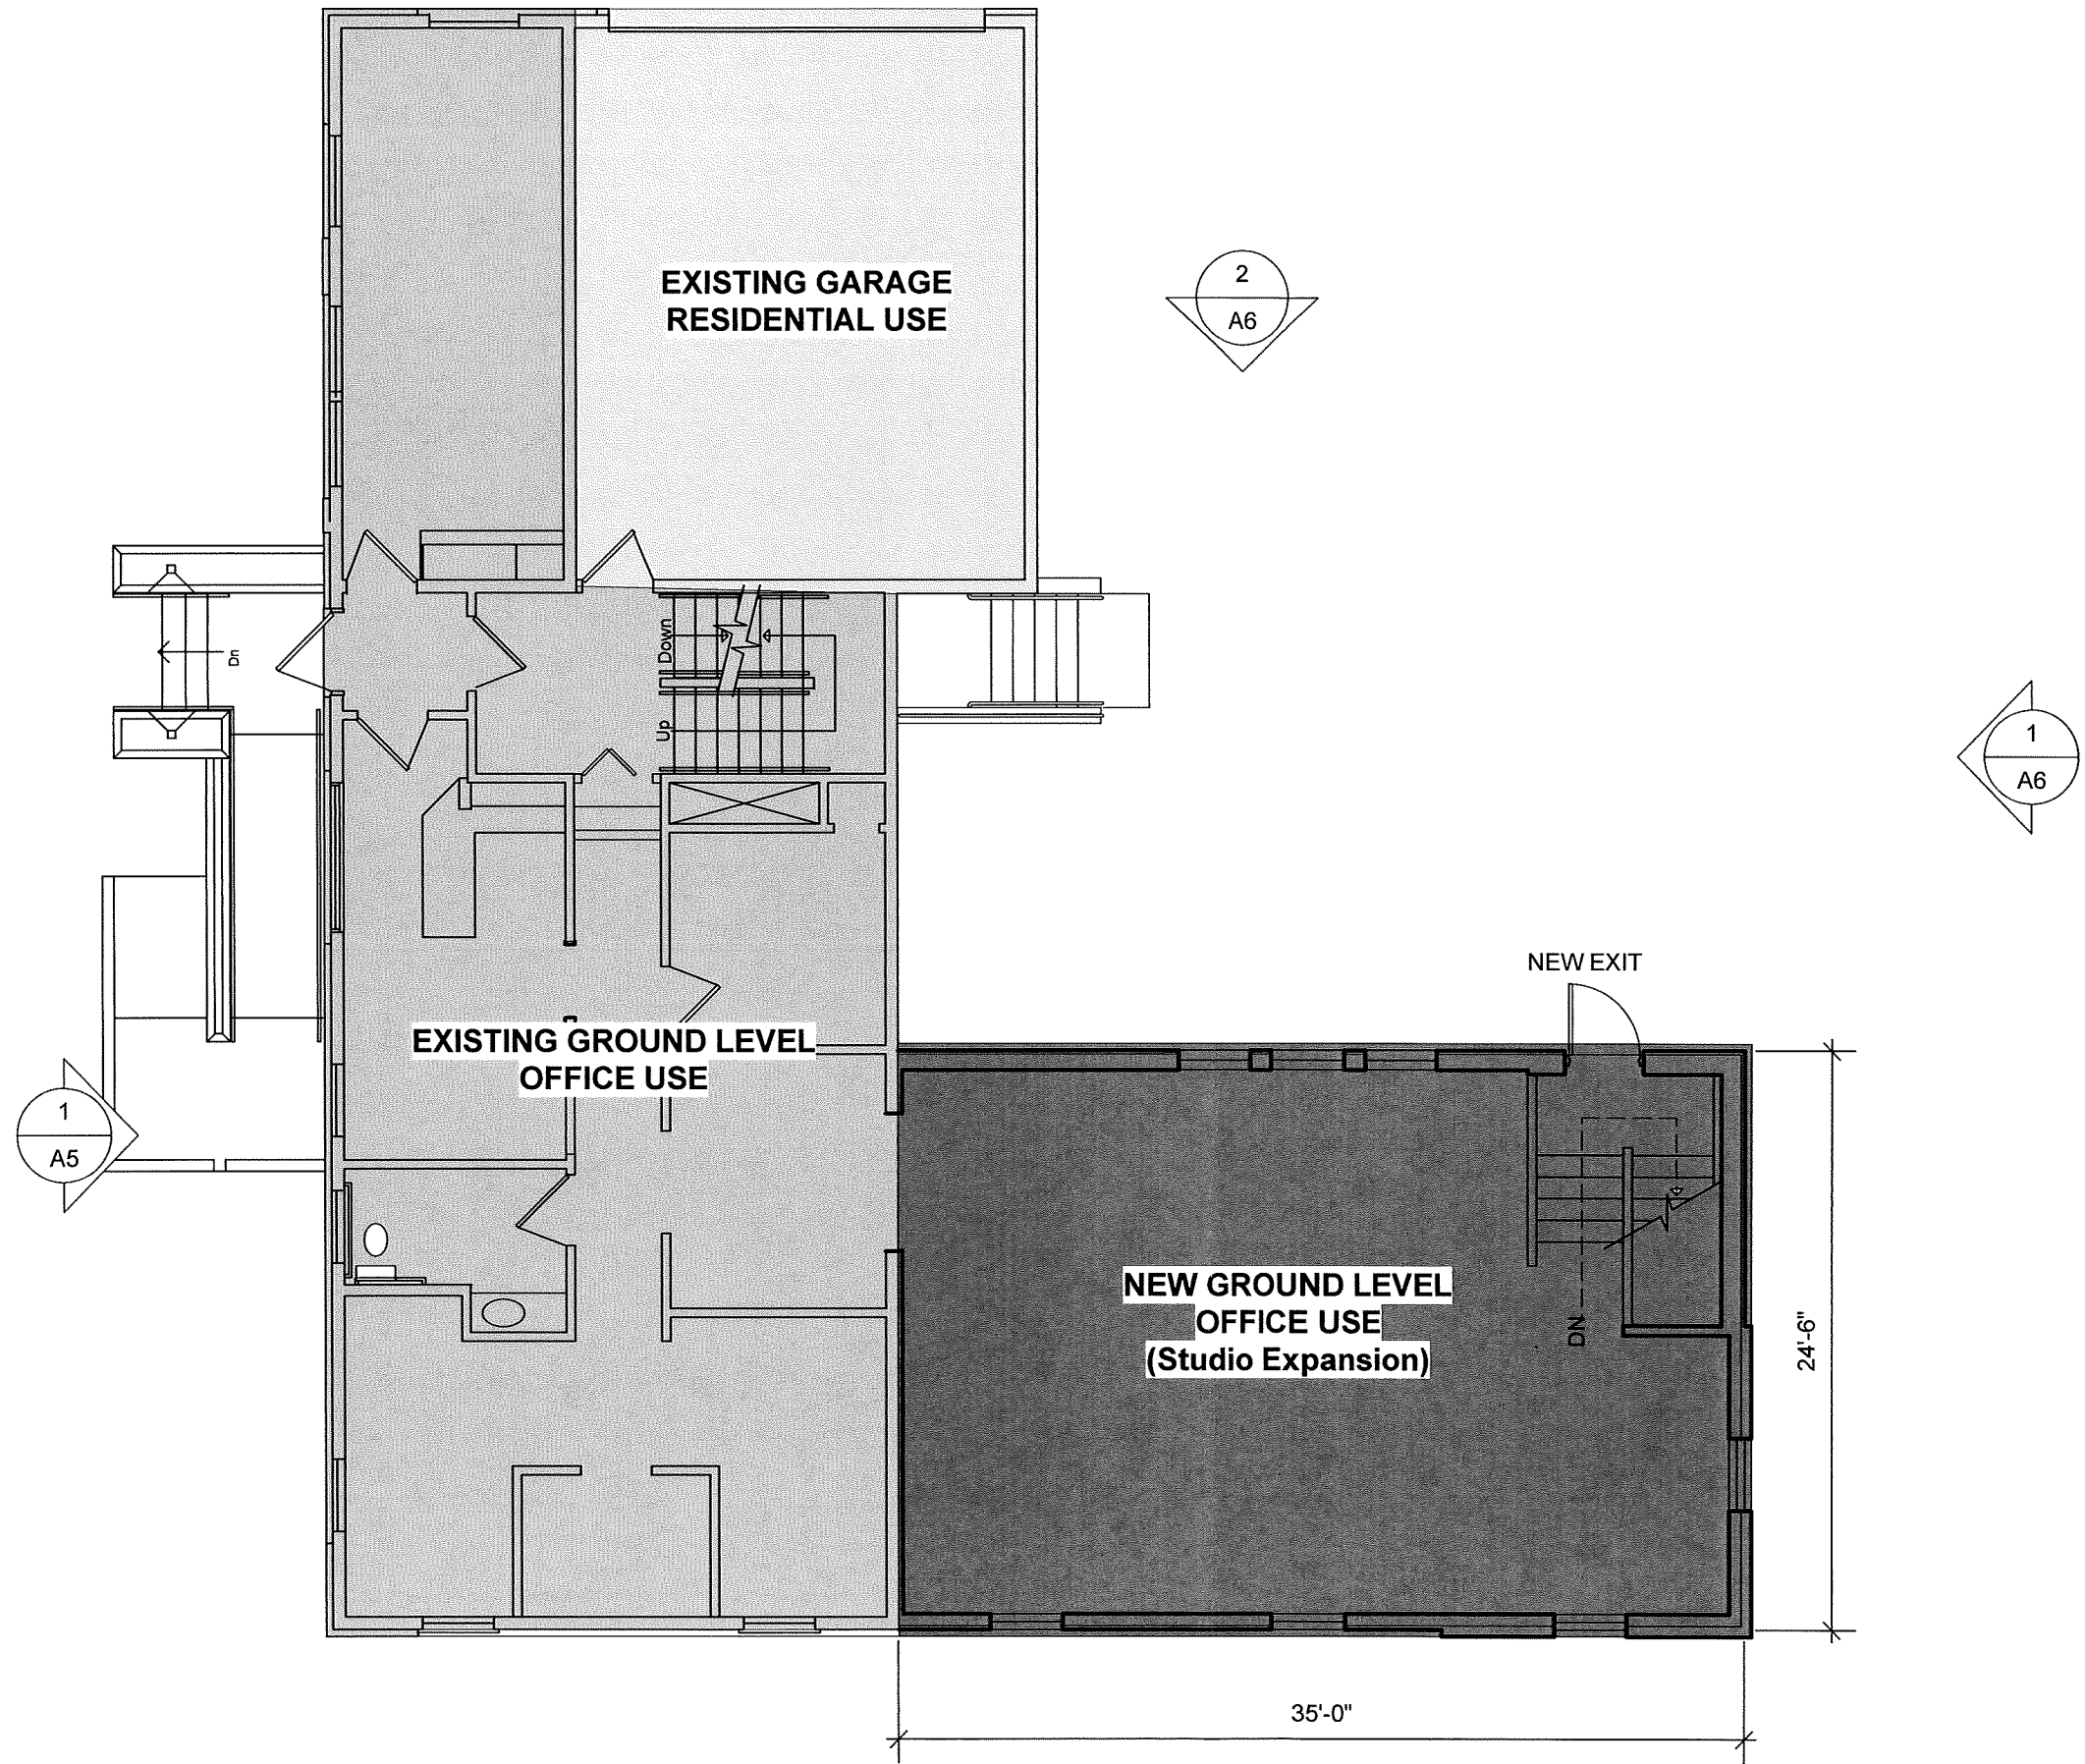 EXISTING GARAGE
RESIDENTIAL USE
2
A6
Dn
Down
Up
1
A6
NEW EXIT
EXISTING GROUND LEVEL
OFFICE USE
1
A5
NEW GROUND LEVEL
OFFICE USE
(Studio Expansion)
DN
24'-6"
35'-0"